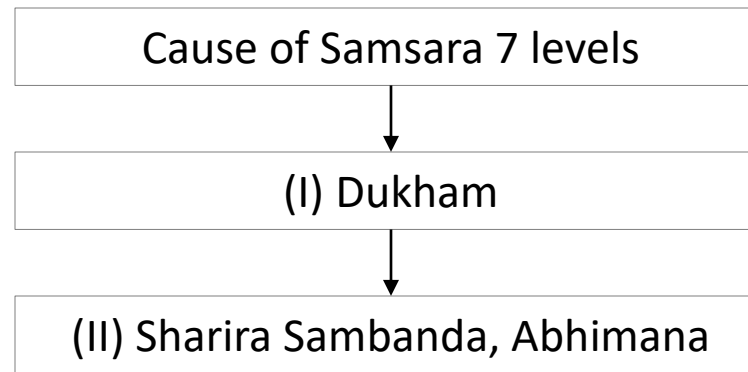 Cause of Samsara 7 levels
(I) Dukham
(II) Sharira Sambanda, Abhimana